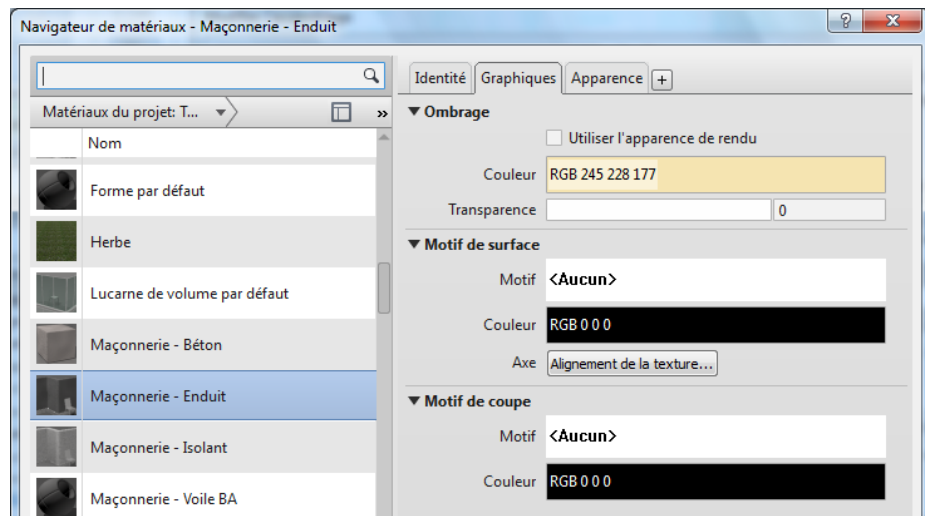 Navigateur de matériaux - Maçonnerie - Enduit
Matériaux du projet: T...
»
Nom
Forme par défaut
Herbe
Lucarne de volume par défaut
Maçonnerie - Béton
Maçonnerie - Enduit
Maçonnerie - Isolant
Maçonnerie - Voile BA
Identité Graphiques Apparence +
Ombrage
Utiliser l'apparence de rendu
Couleur RGB 245 228 177
Transparence 0
Motif de surface
Motif <Aucun>
Couleur RGB 0 0 0
Axe Alignement de la texture...
Motif de coupe
Motif <Aucun>
Couleur RGB 0 0 0